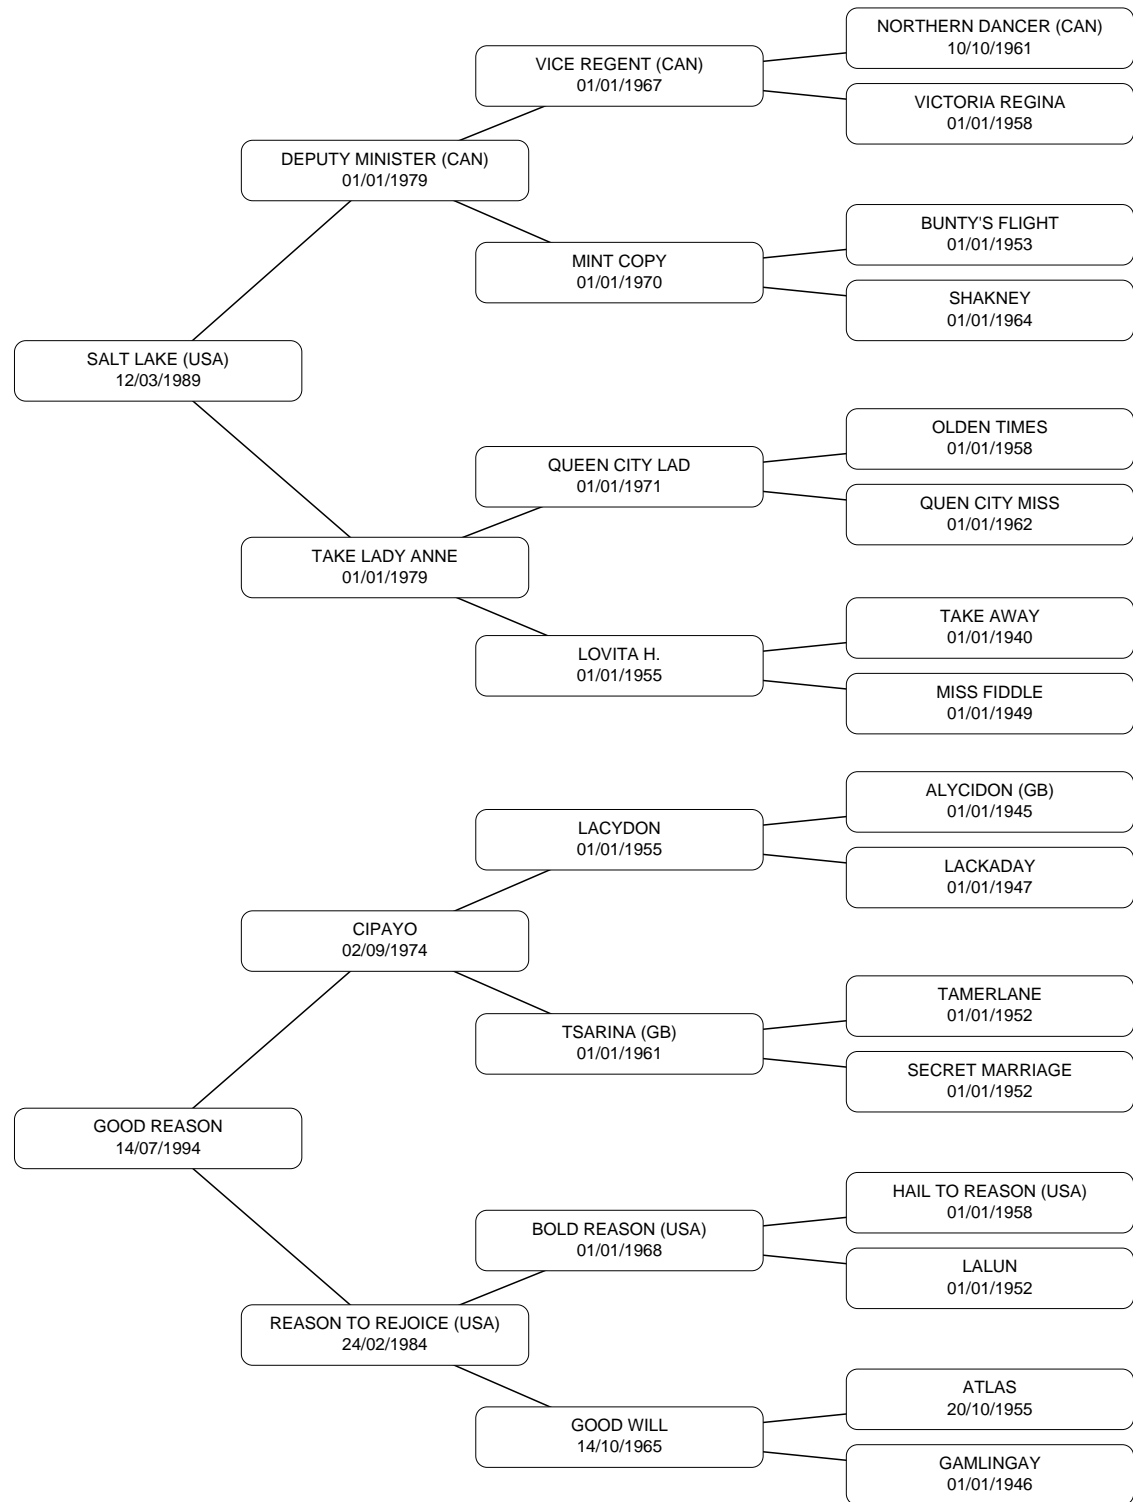 NORTHERN DANCER (CAN)
10/10/1961
VICE REGENT (CAN)
01/01/1967
VICTORIA REGINA
01/01/1958
DEPUTY MINISTER (CAN)
01/01/1979
BUNTY'S FLIGHT
01/01/1953
MINT COPY
01/01/1970
SHAKNEY
01/01/1964
SALT LAKE (USA)
12/03/1989
OLDEN TIMES
01/01/1958
QUEEN CITY LAD
01/01/1971
QUEN CITY MISS
01/01/1962
TAKE LADY ANNE
01/01/1979
TAKE AWAY
01/01/1940
LOVITA H.
01/01/1955
MISS FIDDLE
01/01/1949
ALYCIDON (GB)
01/01/1945
LACYDON
01/01/1955
LACKADAY
01/01/1947
CIPAYO
02/09/1974
TAMERLANE
01/01/1952
TSARINA (GB)
01/01/1961
SECRET MARRIAGE
01/01/1952
GOOD REASON
14/07/1994
HAIL TO REASON (USA)
01/01/1958
BOLD REASON (USA)
01/01/1968
LALUN
01/01/1952
REASON TO REJOICE (USA)
24/02/1984
ATLAS
20/10/1955
GOOD WILL
14/10/1965
GAMLINGAY
01/01/1946